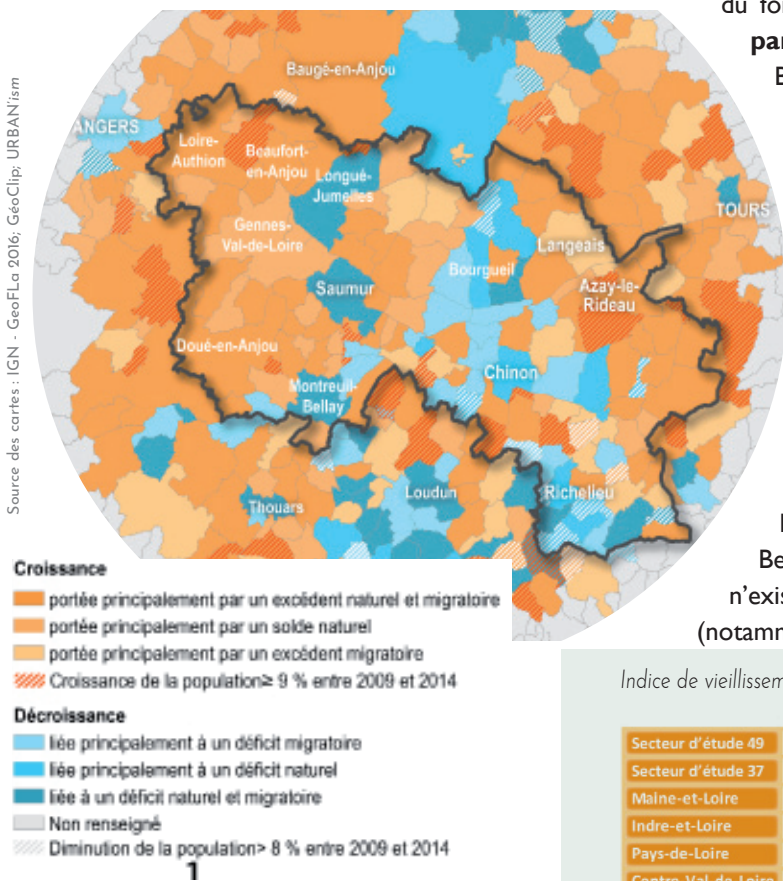 du
par
Source des cartes : IGN - GeoFLa 2016; GéoClip; URBAN'ism
Baugé-en-Anjou
ANGERS
Loire-
Authion
Beaufort-
en-Anjou
Longué-
Jumelles
Gennes-
Val-de-Loire
TOURS
Langeais
Bourgueil
Azay-le-
Rideau
Saumur
Doué-en-Anjou
Chinon
Montreuil-
Bellay
Loudun
Richelieu
Thouars
(notamm
Croissance
portée principalement par un excédent naturel et migratoire
portée principalement par un solde naturel
portée principalement par un excédent migratoire
Croissance de la population≥ 9 % entre 2009 et 2014
Décroissance
liée principalement à un déficit migratoire
liée principalement à un déficit naturel
liée à un déficit naturel et migratoire
Non renseigné
Diminution de la population> 8 % entre 2009 et 2014
1
Be
n'exis
Indice de vieillissem
Secteur d'étude 49
Secteur d'étude 37
Maine-et-Loire
Indre-et-Loire
Pays-de-Loire
Centre-Val de Loire